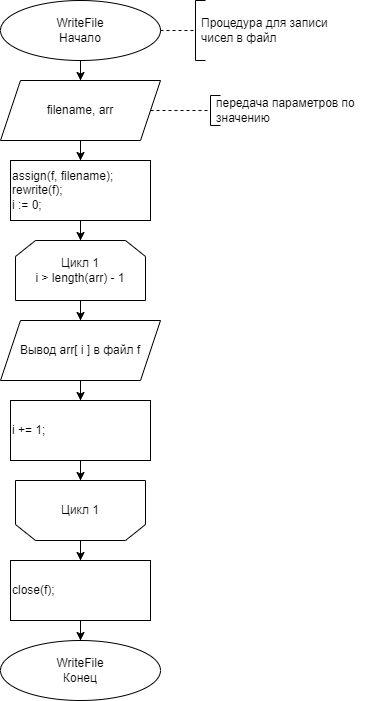 WriteFile
Начало
Процедура для записи
чисел в файл
filename, arr
передача параметров по
значению
assign(f, filename);
rewrite(f);
i := 0;
Цикл 1
i > length(arr) - 1
Вывод arr[ i ] в файл f
i += 1;
Цикл 1
close(f);
WriteFile
Конец